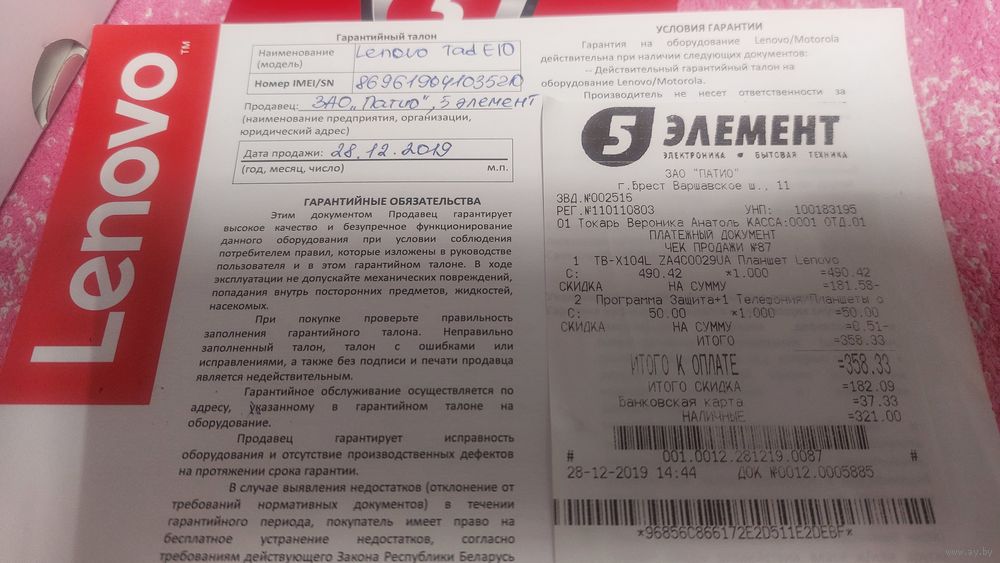 Lenovo™
Гарантийный талон
Наименование
(модель)
Lenovo Tad E10
Номер IMEI/SN
869619041035210
Продавец: ЗАО „Патио", 5 элемент
(наименование предприятия, организации,
юридический адрес)
Дата продажи: 28.12.2019
(год, месяц, число) м.п.
ГАРАНТИЙНЫЕ ОБЯЗАТЕЛЬСТВА
Этим документом Продавец гарантирует
высокое качество и безупречное функционирование
данного оборудования при условии соблюдения
потребителем правил, которые изложены в руководстве
пользователя и в этом гарантийном талоне. В ходе
эксплуатации не допускайте механических повреждений,
попадания внутрь посторонних предметов, жидкостей,
насекомых.
При покупке проверьте правильность
заполнения гарантийного талона. Неправильно
заполненный талон, талон с ошибками или
исправлениями, а также без подписи и печати продавца
является недействительным.
Гарантийное обслуживание осуществляется по
адресу, указанному в гарантийном талоне на
оборудование.
Продавец гарантирует исправность
оборудования и отсутствие производственных дефектов
на протяжении срока гарантии.
В случае выявления недостатков (отклонение от
требований нормативных документов) в течении
гарантийного периода, покупатель имеет право на
бесплатное устранение недостатков, согласно
требованиям действующего Закона Республики Беларусь
УСЛОВИЯ ГАРАНТИИ
Гарантия на оборудование Lenovo/Motorola
действительна при наличии следующих документов:
-- Действительный гарантийный талон на
оборудование Lenovo/Motorola.
Производитель не несет ответственности за
5 ЭЛЕМЕНТ
ЭЛЕКТРОНИКА • БЫТОВАЯ ТЕХНИКА
ЗАО "ПАТИО"
г.Брест Варшавское ш., 11
ЗВД.№002516
РЕГ.№110110803 УНП: 100183195
01 Токарь Вероника Анатоль КАССА:0001 ОТД.01
ПЛАТЕЖНЫЙ ДОКУМЕНТ
ЧЕК ПРОДАЖИ №87
1 TB-X104L ZA4C0029UA Планшет Lenovo
С: 490.42 *1.000 =490.42
СКИДКА НА СУММУ =181.58-
2 Программа Защита+1 Телефония/Планшеты о
С: 50.00 *1.000 =50.00
СКИДКА НА СУММУ =0.51-
ИТОГО =358.33
ИТОГО К ОПЛАТЕ =358.33
ИТОГО СКИДКА =182.09
Банковская карта =37.33
НАЛИЧНЫЕ =321.00
# 001.0012.281219.0087 #
28-12-2019 14:44 ДОК №0012.0005885
*96856C866172E2D511E2DEBF*
www.ay.by